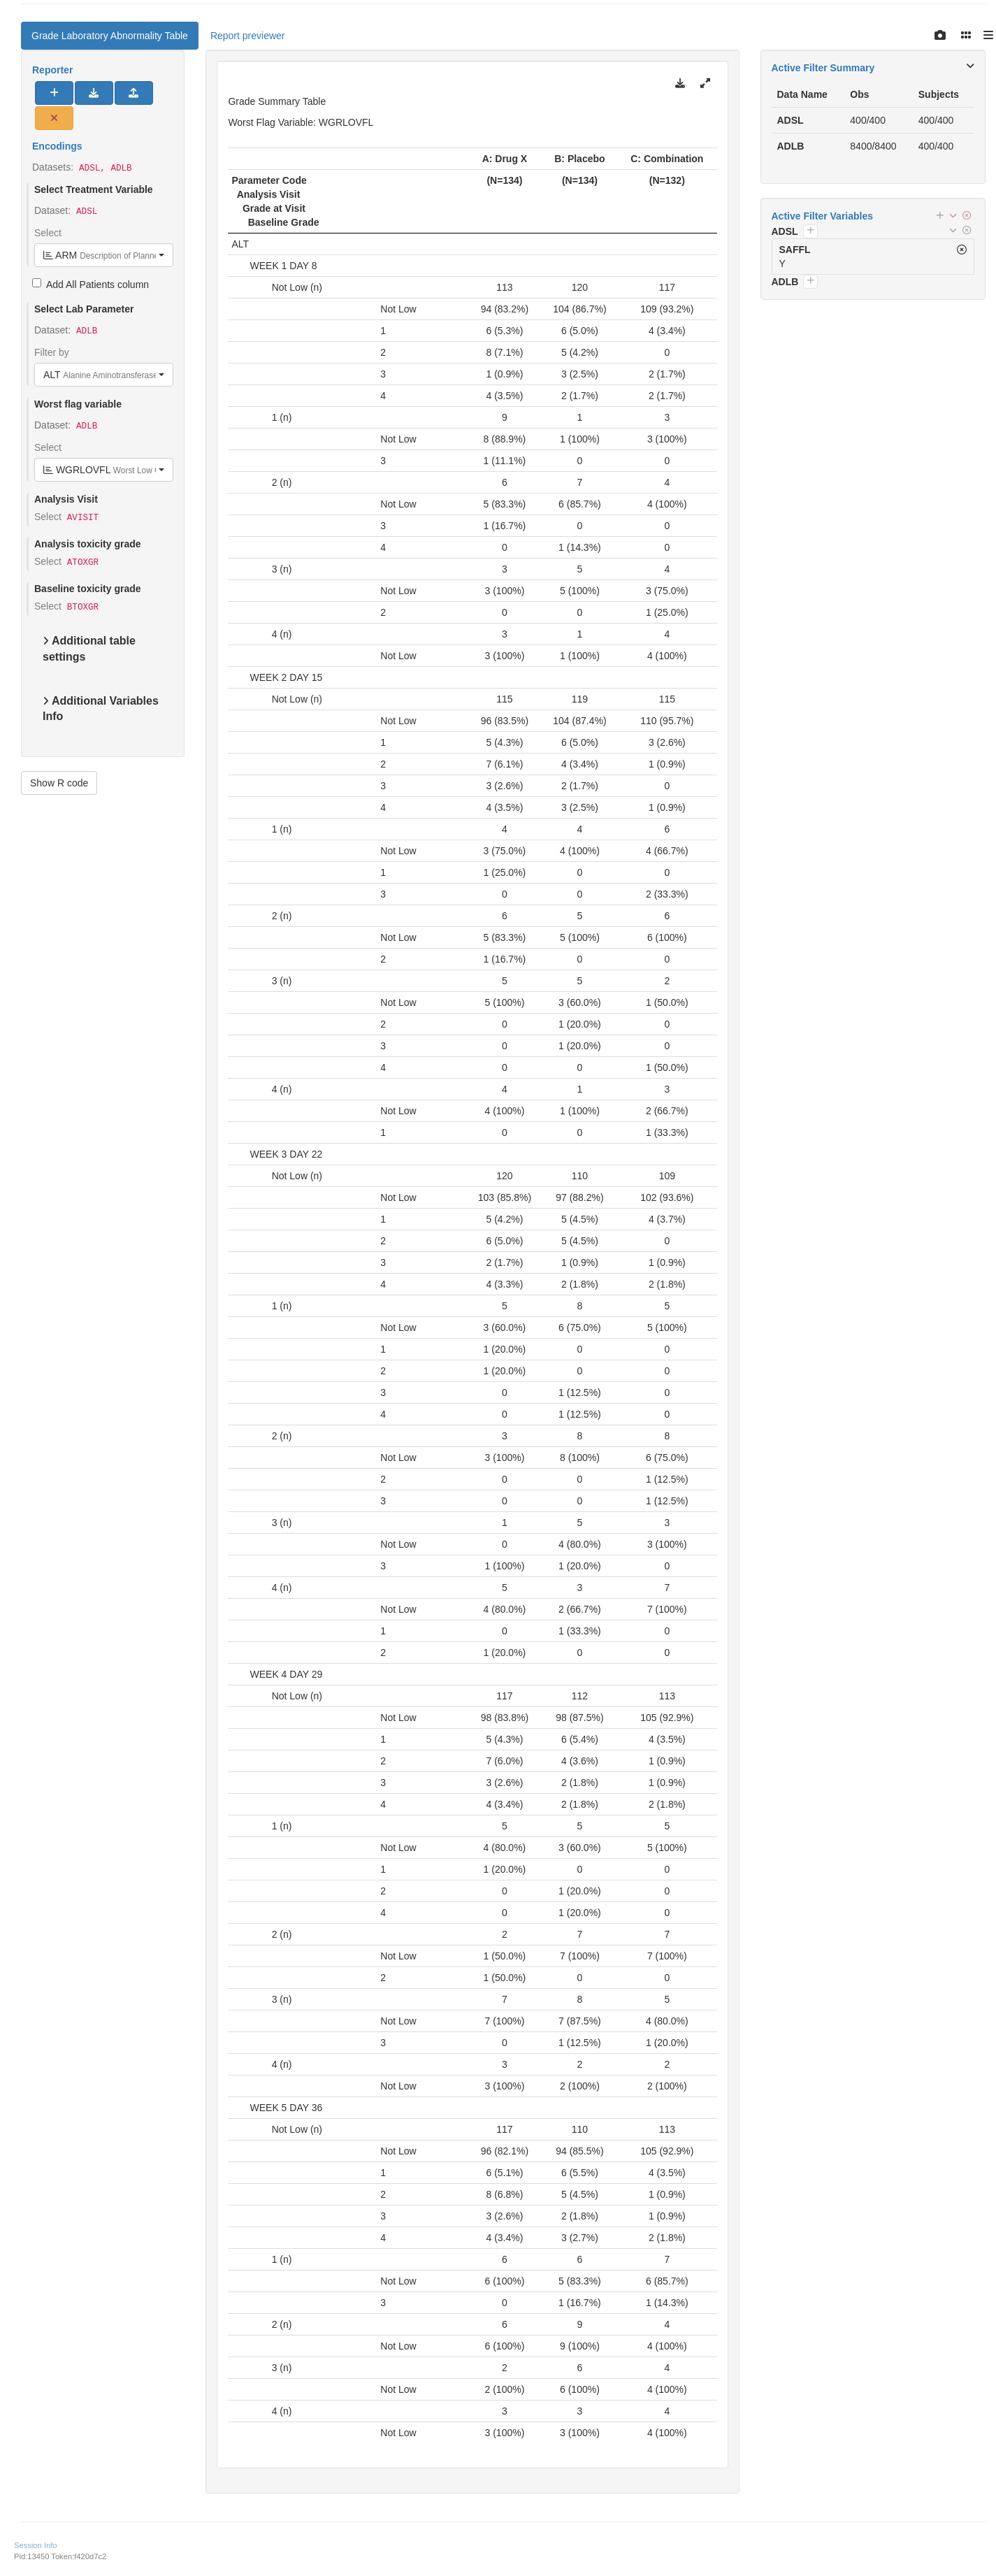 Grade Laboratory Abnormality Table
Report previewer
Reporter
Encodings
Datasets: ADSL, ADLB
Select Treatment Variable
Dataset: ADSL
Select
ARM Description of Planne
Add All Patients column
Select Lab Parameter
Dataset: ADLB
Filter by
ALT Alanine Aminotransferase
Worst flag variable
Dataset: ADLB
Select
WGRLOVFL Worst Low
Analysis Visit
Select AVISIT
Analysis toxicity grade
Select ATOXGR
Baseline toxicity grade
Select BTOXGR
Additional table
settings
Additional Variables
Info
Show R code
Grade Summary Table
Worst Flag Variable: WGRLOVFL
A: Drug X B: Placebo C: Combination
Parameter Code (N=134) (N=134) (N=132)
Analysis Visit
Grade at Visit
Baseline Grade
ALT
WEEK 1 DAY 8
Not Low (n) 113 120 117
Not Low 94 (83.2%) 104 (86.7%) 109 (93.2%)
1 6 (5.3%) 6 (5.0%) 4 (3.4%)
2 8 (7.1%) 5 (4.2%) 0
3 1 (0.9%) 3 (2.5%) 2 (1.7%)
4 4 (3.5%) 2 (1.7%) 2 (1.7%)
1 (n) 9 1 3
Not Low 8 (88.9%) 1 (100%) 3 (100%)
3 1 (11.1%) 0 0
2 (n) 6 7 4
Not Low 5 (83.3%) 6 (85.7%) 4 (100%)
3 1 (16.7%) 0 0
4 0 1 (14.3%) 0
3 (n) 3 5 4
Not Low 3 (100%) 5 (100%) 3 (75.0%)
2 0 0 1 (25.0%)
4 (n) 3 1 4
Not Low 3 (100%) 1 (100%) 4 (100%)
WEEK 2 DAY 15
Not Low (n) 115 119 115
Not Low 96 (83.5%) 104 (87.4%) 110 (95.7%)
1 5 (4.3%) 6 (5.0%) 3 (2.6%)
2 7 (6.1%) 4 (3.4%) 1 (0.9%)
3 3 (2.6%) 2 (1.7%) 0
4 4 (3.5%) 3 (2.5%) 1 (0.9%)
1 (n) 4 4 6
Not Low 3 (75.0%) 4 (100%) 4 (66.7%)
1 1 (25.0%) 0 0
3 0 0 2 (33.3%)
2 (n) 6 5 6
Not Low 5 (83.3%) 5 (100%) 6 (100%)
2 1 (16.7%) 0 0
3 (n) 5 5 2
Not Low 5 (100%) 3 (60.0%) 1 (50.0%)
2 0 1 (20.0%) 0
3 0 1 (20.0%) 0
4 0 0 1 (50.0%)
4 (n) 4 1 3
Not Low 4 (100%) 1 (100%) 2 (66.7%)
1 0 0 1 (33.3%)
WEEK 3 DAY 22
Not Low (n) 120 110 109
Not Low 103 (85.8%) 97 (88.2%) 102 (93.6%)
1 5 (4.2%) 5 (4.5%) 4 (3.7%)
2 6 (5.0%) 5 (4.5%) 0
3 2 (1.7%) 1 (0.9%) 1 (0.9%)
4 4 (3.3%) 2 (1.8%) 2 (1.8%)
1 (n) 5 8 5
Not Low 3 (60.0%) 6 (75.0%) 5 (100%)
1 1 (20.0%) 0 0
2 1 (20.0%) 0 0
3 0 1 (12.5%) 0
4 0 1 (12.5%) 0
2 (n) 3 8 8
Not Low 3 (100%) 8 (100%) 6 (75.0%)
2 0 0 1 (12.5%)
3 0 0 1 (12.5%)
3 (n) 1 5 3
Not Low 0 4 (80.0%) 3 (100%)
3 1 (100%) 1 (20.0%) 0
4 (n) 5 3 7
Not Low 4 (80.0%) 2 (66.7%) 7 (100%)
1 0 1 (33.3%) 0
2 1 (20.0%) 0 0
WEEK 4 DAY 29
Not Low (n) 117 112 113
Not Low 98 (83.8%) 98 (87.5%) 105 (92.9%)
1 5 (4.3%) 6 (5.4%) 4 (3.5%)
2 7 (6.0%) 4 (3.6%) 1 (0.9%)
3 3 (2.6%) 2 (1.8%) 1 (0.9%)
4 4 (3.4%) 2 (1.8%) 2 (1.8%)
1 (n) 5 5 5
Not Low 4 (80.0%) 3 (60.0%) 5 (100%)
1 1 (20.0%) 0 0
2 0 1 (20.0%) 0
4 0 1 (20.0%) 0
2 (n) 2 7 7
Not Low 1 (50.0%) 7 (100%) 7 (100%)
2 1 (50.0%) 0 0
3 (n) 7 8 5
Not Low 7 (100%) 7 (87.5%) 4 (80.0%)
3 0 1 (12.5%) 1 (20.0%)
4 (n) 3 2 2
Not Low 3 (100%) 2 (100%) 2 (100%)
WEEK 5 DAY 36
Not Low (n) 117 110 113
Not Low 96 (82.1%) 94 (85.5%) 105 (92.9%)
1 6 (5.1%) 6 (5.5%) 4 (3.5%)
2 8 (6.8%) 5 (4.5%) 1 (0.9%)
3 3 (2.6%) 2 (1.8%) 1 (0.9%)
4 4 (3.4%) 3 (2.7%) 2 (1.8%)
1 (n) 6 6 7
Not Low 6 (100%) 5 (83.3%) 6 (85.7%)
3 0 1 (16.7%) 1 (14.3%)
2 (n) 6 9 4
Not Low 6 (100%) 9 (100%) 4 (100%)
3 (n) 2 6 4
Not Low 2 (100%) 6 (100%) 4 (100%)
4 (n) 3 3 4
Not Low 3 (100%) 3 (100%) 4 (100%)
Active Filter Summary
Data Name Obs Subjects
ADSL 400/400 400/400
ADLB 8400/8400 400/400
Active Filter Variables
ADSL
SAFFL
Y
ADLB
Session Info
Pid:13450 Token:f420d7c2